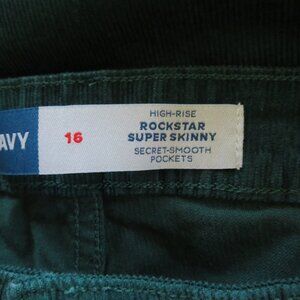 AVY
16
HIGH-RISE
ROCKSTAR
SUPER SKINNY
SECRET-SMOOTH
POCKETS